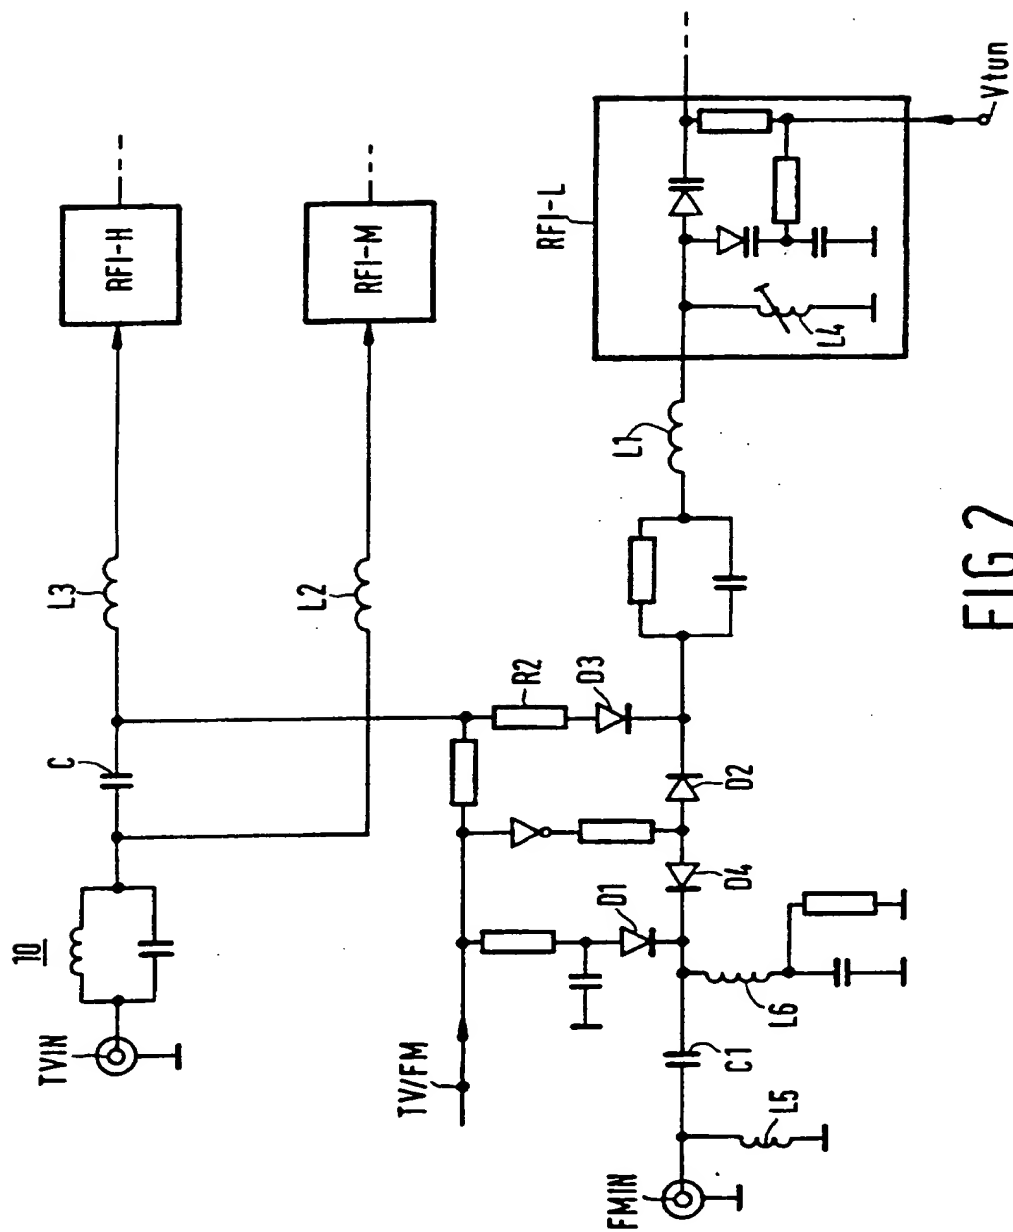 TVIN
10
C
L3
RFI-H
L2
RFI-M
TV/FM
R2
D3
D1
D4
D2
FMIN
L5
C1
L6
L1
RFI-L
L4
Vtun
FIG 2